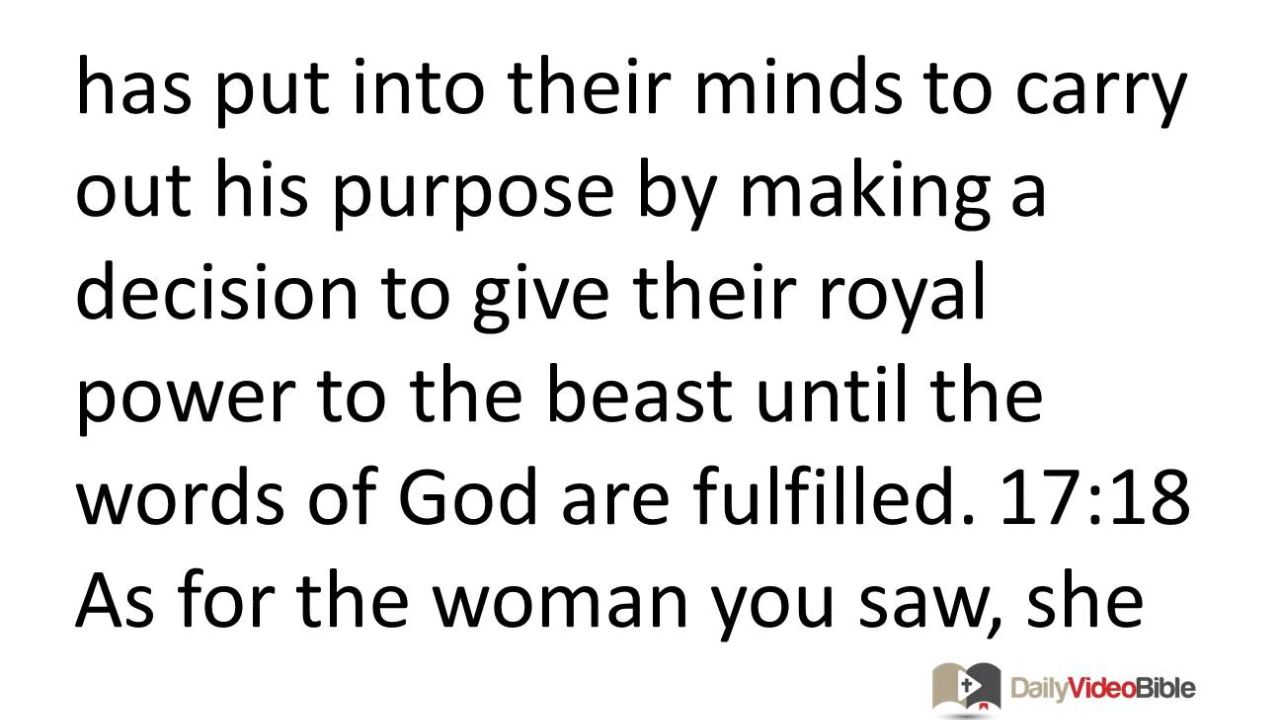 has put into their minds to carry
out his purpose by making a
decision to give their royal
power to the beast until the
words of God are fulfilled. 17:18
As for the woman you saw, she
DailyVideoBible